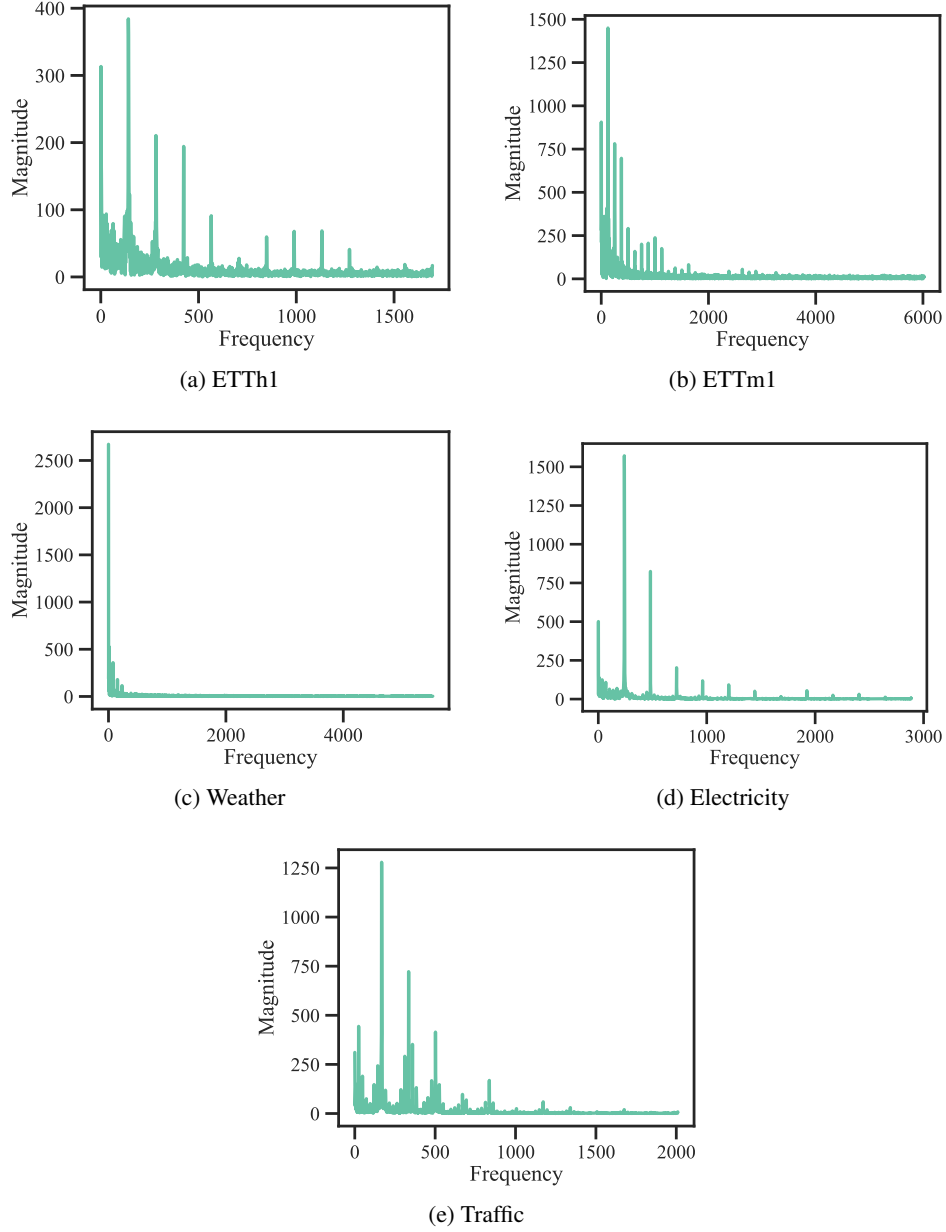 400
300
200
100
0
Magnitude
0 500 1000 1500
Frequency
(a) ETTh1
1500
1250
1000
750
500
250
0
Magnitude
0 2000 4000 6000
Frequency
(b) ETTm1
2500
2000
1500
1000
500
0
Magnitude
0 2000 4000
Frequency
(c) Weather
1500
1250
1000
750
500
250
0
Magnitude
0 1000 2000 3000
Frequency
(d) Electricity
1250
1000
750
500
250
0
Magnitude
0 500 1000 1500 2000
Frequency
(e) Traffic